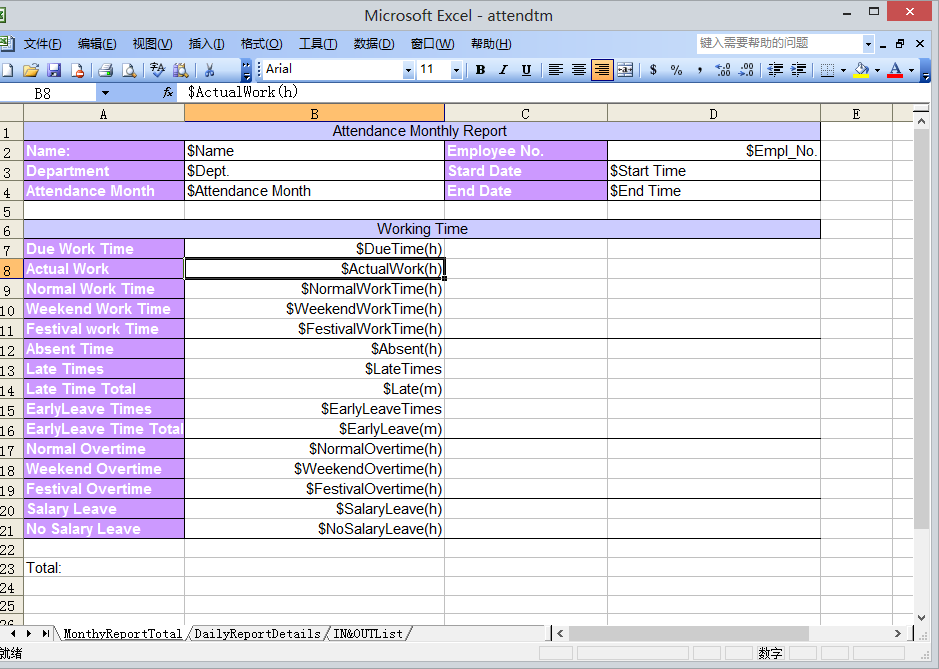 Microsoft Excel - attendtm
文件(F) 编辑(E) 视图(V) 插入(I) 格式(O) 工具(T) 数据(D) 窗口(W) 帮助(H) 键入需要帮助的问题
Arial 11 B I U $ % ,
B8 fx $ActualWork(h)
A B C D E
1 Attendance Monthly Report
2 Name: $Name Employee No. $Empl_No.
3 Department $Dept. Stard Date $Start Time
4 Attendance Month $Attendance Month End Date $End Time
5
6 Working Time
7 Due Work Time $DueTime(h)
8 Actual Work $ActualWork(h)
9 Normal Work Time $NormalWorkTime(h)
10 Weekend Work Time $WeekendWorkTime(h)
11 Festival work Time $FestivalWorkTime(h)
12 Absent Time $Absent(h)
13 Late Times $LateTimes
14 Late Time Total $Late(m)
15 EarlyLeave Times $EarlyLeaveTimes
16 EarlyLeave Time Total $EarlyLeave(m)
17 Normal Overtime $NormalOvertime(h)
18 Weekend Overtime $WeekendOvertime(h)
19 Festival Overtime $FestivalOvertime(h)
20 Salary Leave $SalaryLeave(h)
21 No Salary Leave $NoSalaryLeave(h)
22
23 Total:
24
25
26
MonthyReportTotal DailyReportDetails IN&OUTList
就绪 数字